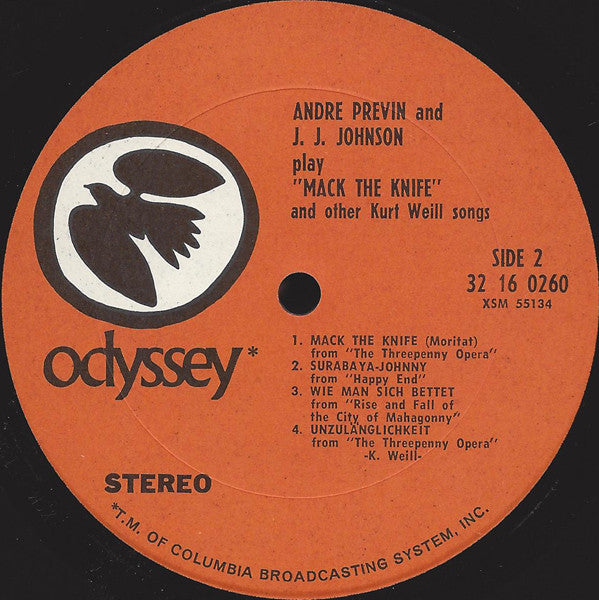 ANDRE PREVIN and
J. J. JOHNSON
play
"MACK THE KNIFE"
and other Kurt Weill songs
SIDE 2
32 16 0260
XSM 55134
odyssey*
1. MACK THE KNIFE (Moritat)
from "The Threepenny Opera"
2. SURABAYA-JOHNNY
from "Happy End"
3. WIE MAN SICH BETTET
from "Rise and Fall of
the City of Mahagonny"
4. UNZULÄNGLICHKEIT
from "The Threepenny Opera"
-K. Weill-
STEREO
*T.M. OF COLUMBIA BROADCASTING SYSTEM, INC.